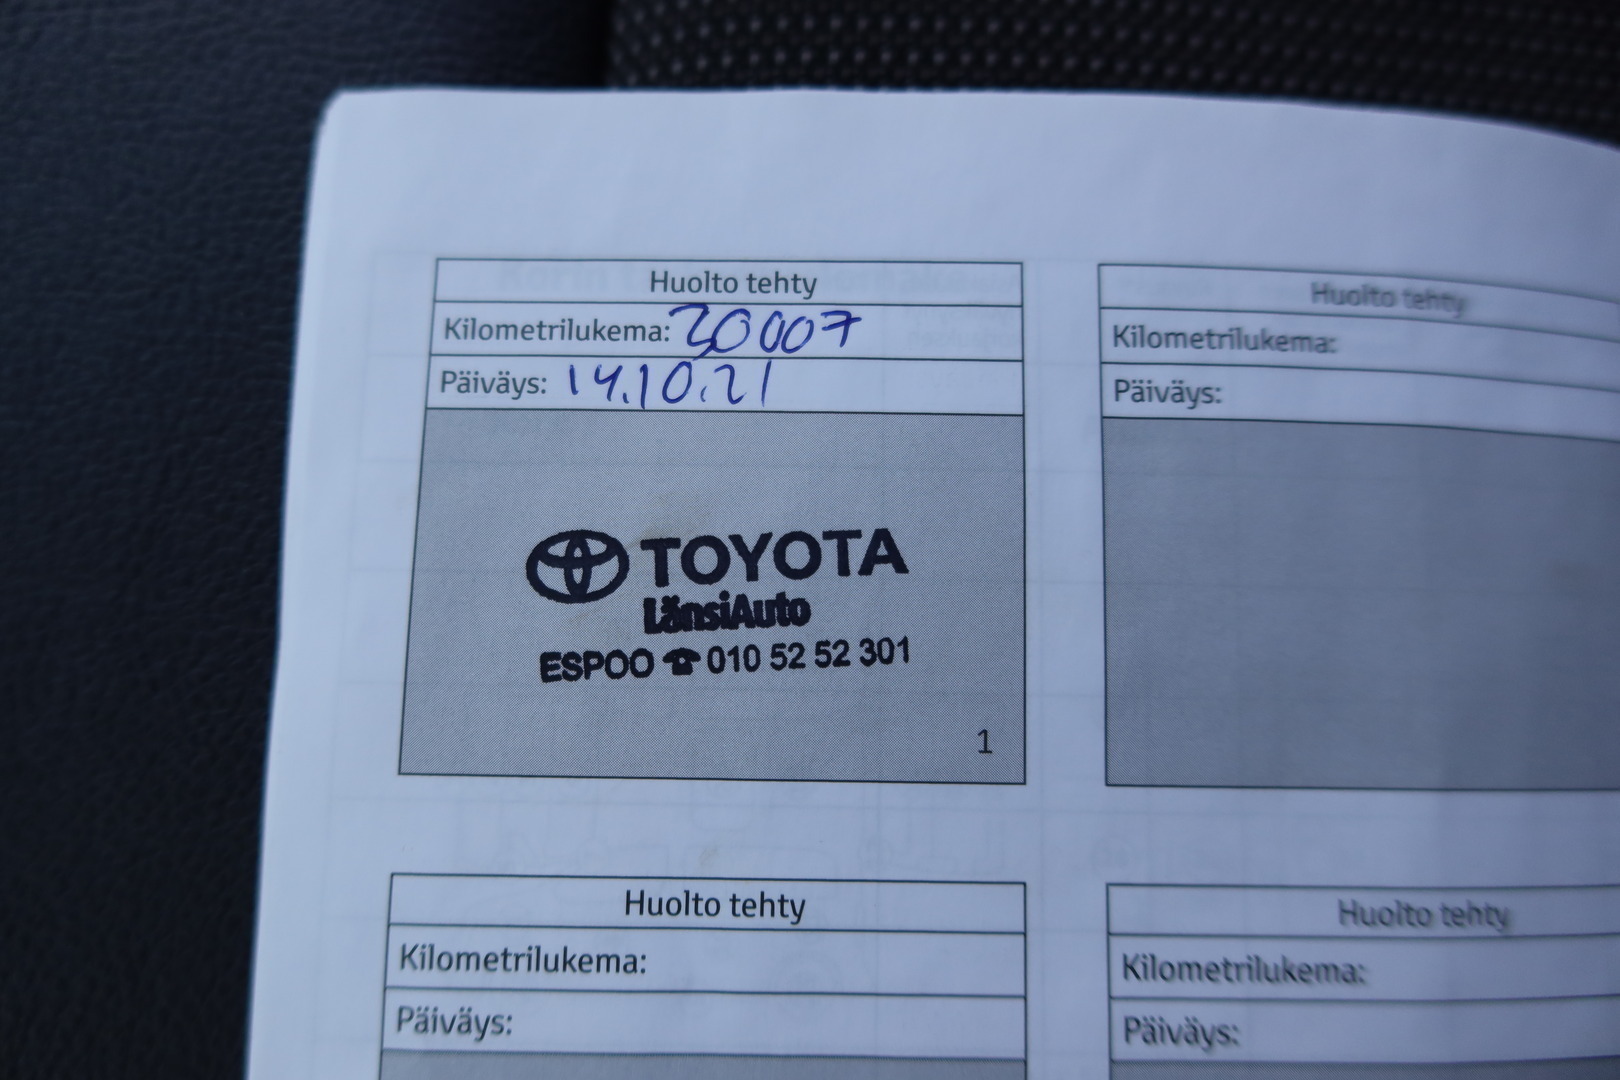 Huolto tehty
Kilometrilukema: 30007
Päiväys: 14.10.21
TOYOTA
LänsiAuto
ESPOO ☎ 010 52 52 301
1
Huolto tehty
Kilometrilukema:
Päiväys:
Huolto tehty
Kilometrilukema:
Päiväys:
Huolto tehty
Kilometrilukema:
Päiväys: